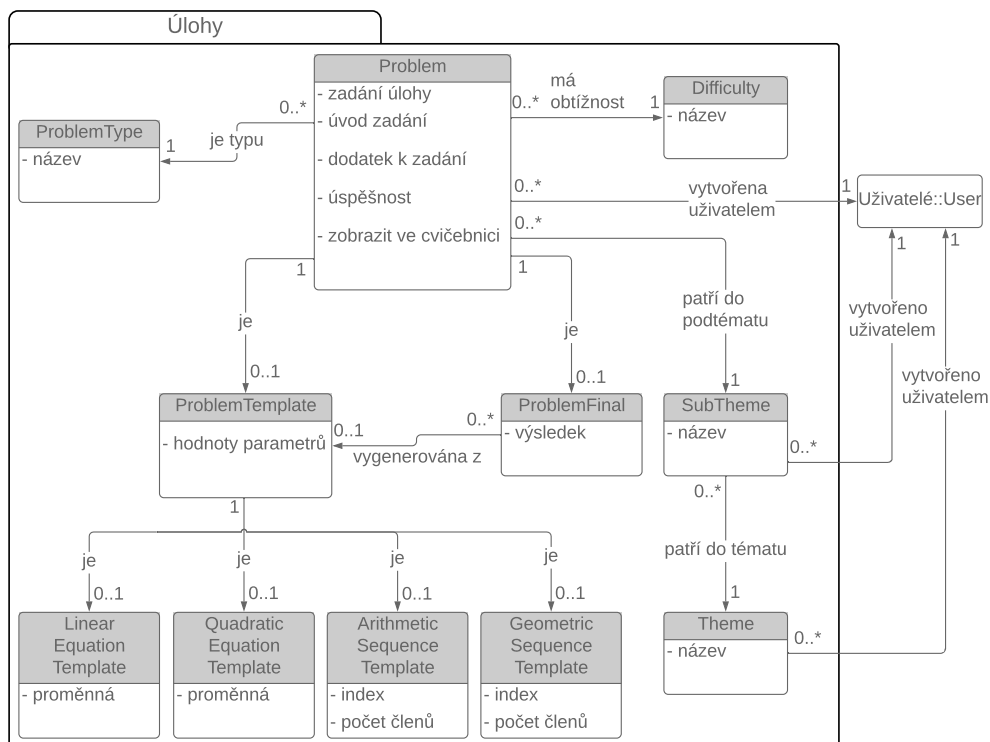 Úlohy
Problem
- zadání úlohy
- úvod zadání
- dodatek k zadání
- úspěšnost
- zobrazit ve cvičebnici
ProblemType
- název
0..*
je typu
1
má
obtížnost
0..*
1
Difficulty
- název
0..*
vytvořena
uživatelem
1
Uživatelé::User
0..*
patří do
podtématu
1
1
je
0..1
1
je
0..1
1
vytvořeno
uživatelem
1
vytvořeno
uživatelem
ProblemTemplate
- hodnoty parametrů
0..1
0..*
vygenerována z
ProblemFinal
- výsledek
SubTheme
- název
0..*
0..*
patří do tématu
1
1
je
0..1
je
0..1
je
0..1
je
0..1
Linear
Equation
Template
- proměnná
Quadratic
Equation
Template
- proměnná
Arithmetic
Sequence
Template
- index
- počet členů
Geometric
Sequence
Template
- index
- počet členů
Theme
- název
0..*